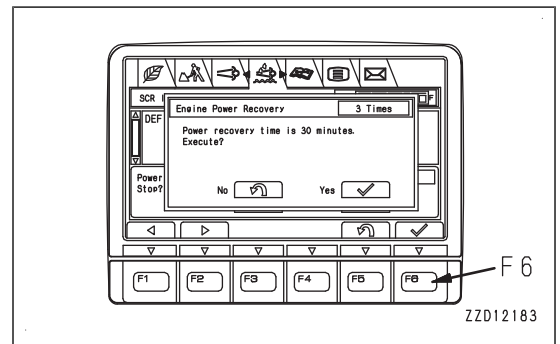 SCR
Engine Power Recovery 3 Times
DEF
Power recovery time is 30 minutes.
Execute?
Power
Stop?
No Yes
F1 F2 F3 F4 F5 F6
F6
ZZD12183